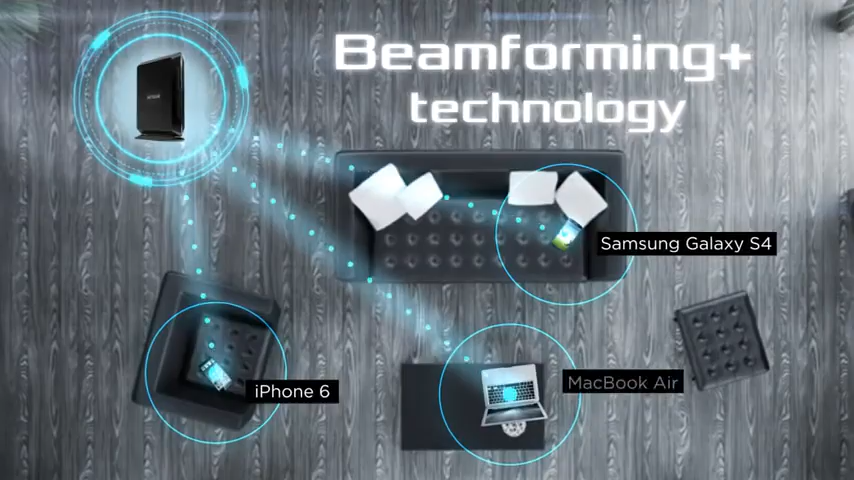 Beamforming+
technology
Samsung Galaxy S4
MacBook Air
iPhone 6